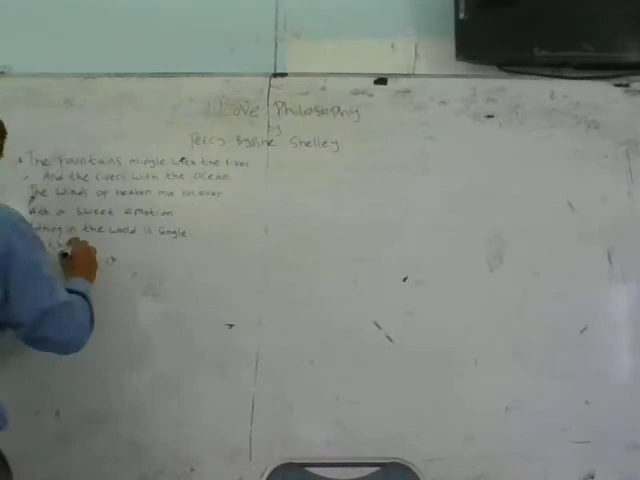 Love Philosophy
by
Percy Bysshe Shelley
The fountains mingle with the river
And the rivers with the ocean
The winds of heaven mix for ever
With a sweet emotion
in the world is single